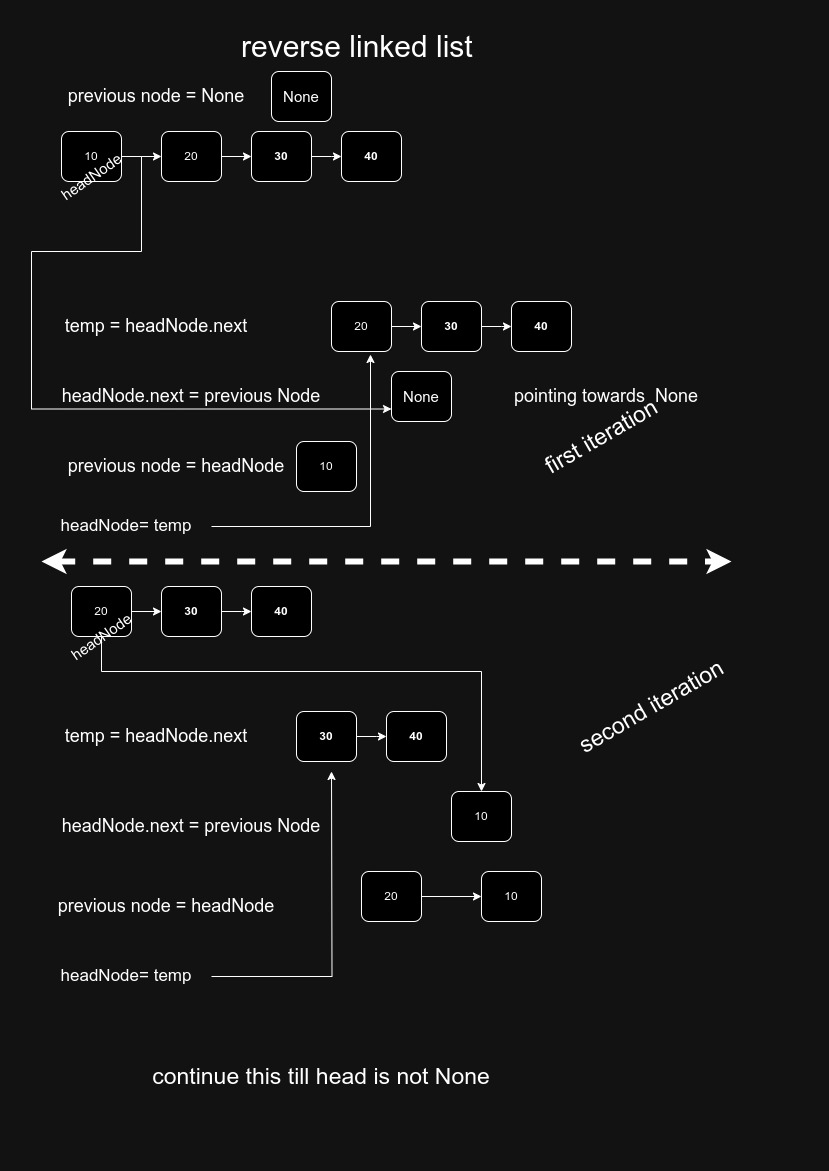 reverse linked list
previous node = None
None
10
20
30
40
headNode
temp = headNode.next
20
30
40
headNode.next = previous Node
None
pointing towards  None
first iteration
previous node = headNode
10
headNode= temp
20
30
40
headNode
second iteration
temp = headNode.next
30
40
headNode.next = previous Node
10
previous node = headNode
20
10
headNode= temp
continue this till head is not None